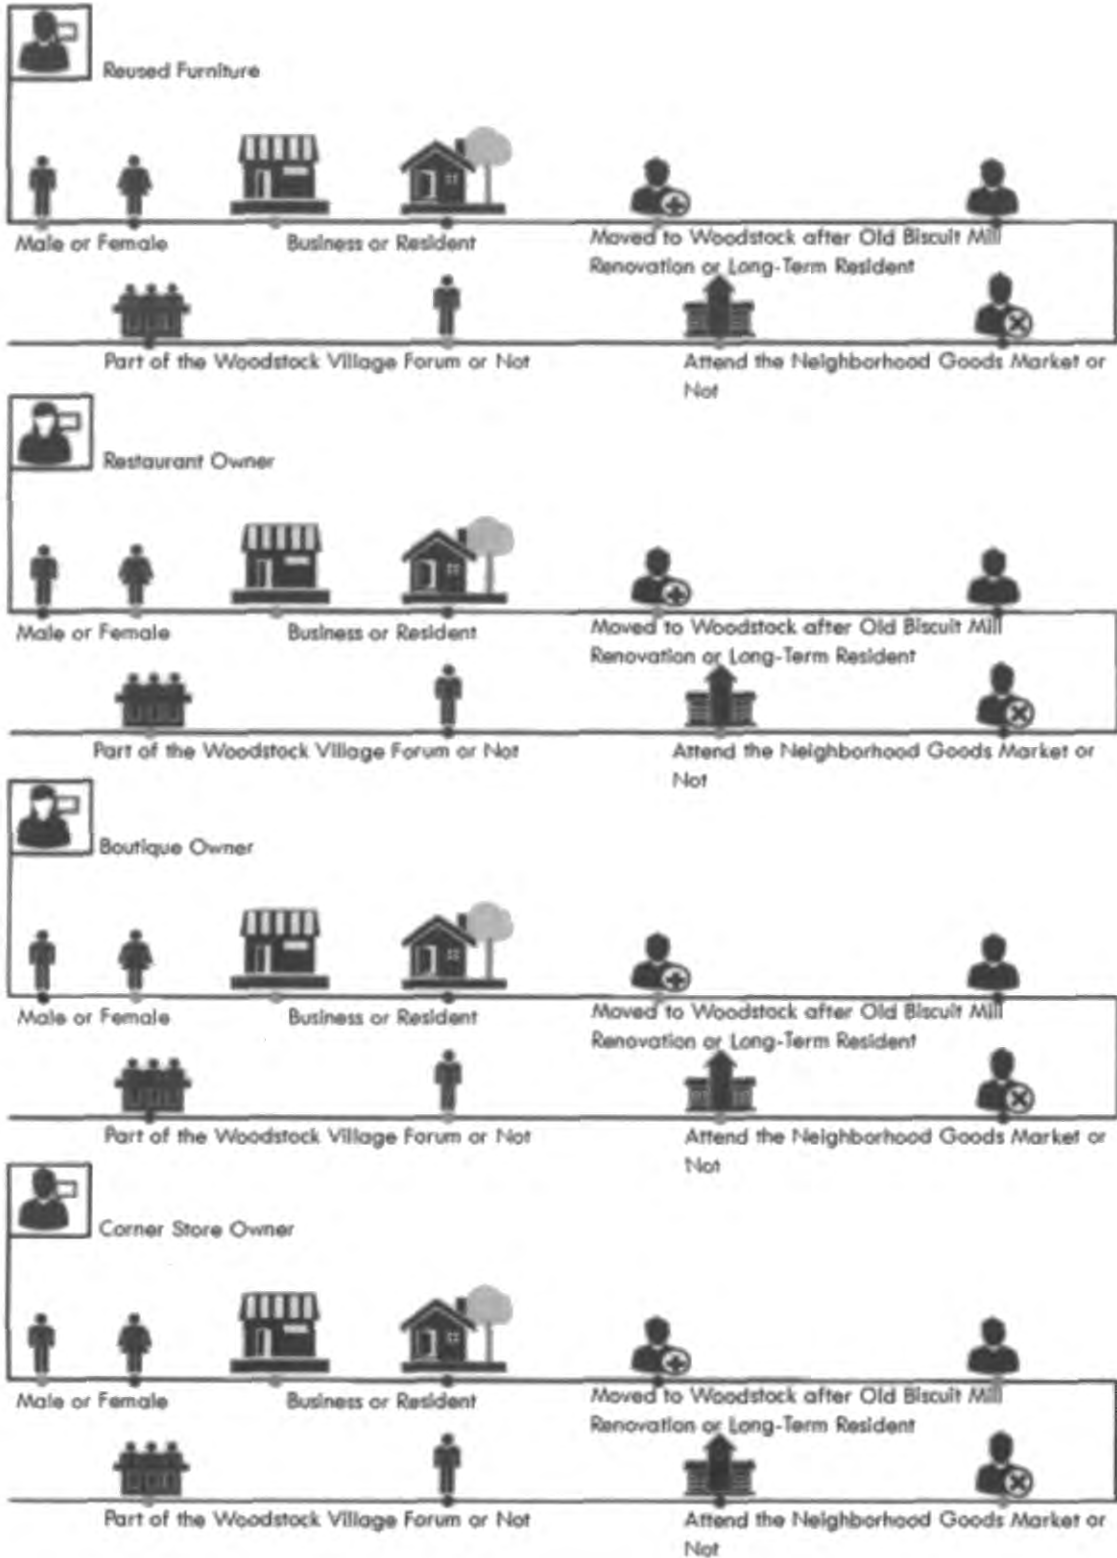 Reused Furniture
Male or Female
Business or Resident
Moved to Woodstock after Old Biscuit Mill
Renovation or Long-Term Resident
Part of the Woodstock Village Forum or Not
Attend the Neighborhood Goods Market or
Not
Restaurant Owner
Male or Female
Business or Resident
Moved to Woodstock after Old Biscuit Mill
Renovation or Long-Term Resident
Part of the Woodstock Village Forum or Not
Attend the Neighborhood Goods Market or
Not
Boutique Owner
Male or Female
Business or Resident
Moved to Woodstock after Old Biscuit Mill
Renovation or Long-Term Resident
Part of the Woodstock Village Forum or Not
Attend the Neighborhood Goods Market or
Not
Corner Store Owner
Male or Female
Business or Resident
Moved to Woodstock after Old Biscuit Mill
Renovation or Long-Term Resident
Part of the Woodstock Village Forum or Not
Attend the Neighborhood Goods Market or
Not